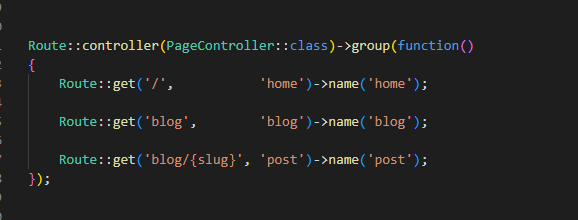 Route::controller(PageController::class)->group(function()
{
    Route::get('/',           'home')->name('home');
    Route::get('blog',        'blog')->name('blog');
    Route::get('blog/{slug}', 'post')->name('post');
});